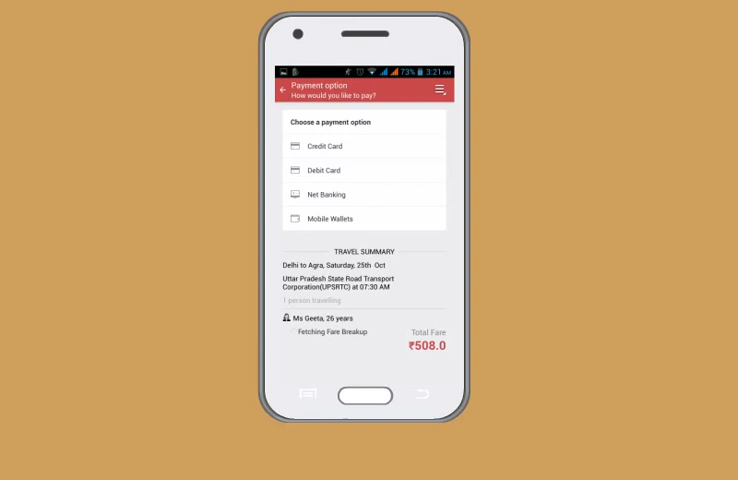 73% 3:21 AM
Payment option
How would you like to pay?
Choose a payment option
Credit Card
Debit Card
Net Banking
Mobile Wallets
TRAVEL SUMMARY
Delhi to Agra, Saturday, 25th Oct
Uttar Pradesh State Road Transport
Corporation(UPSRTC) at 07:30 AM
1 person travelling
Ms Geeta, 26 years
Fetching Fare Breakup
Total Fare
₹508.0